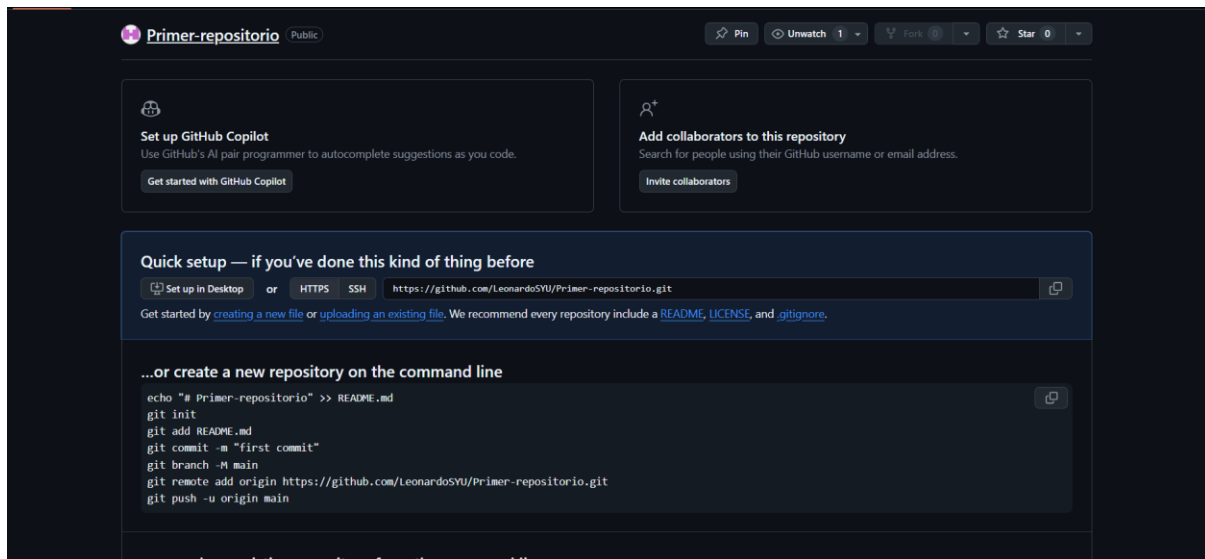 Primer-repositorio Public
Pin
Unwatch 1
Fork 0
Star 0
Set up GitHub Copilot
Use GitHub's AI pair programmer to autocomplete suggestions as you code.
Get started with GitHub Copilot
Add collaborators to this repository
Search for people using their GitHub username or email address.
Invite collaborators
Quick setup — if you've done this kind of thing before
Set up in Desktop or HTTPS SSH https://github.com/LeonardoSYU/Primer-repositorio.git
Get started by creating a new file or uploading an existing file. We recommend every repository include a README, LICENSE, and .gitignore.
...or create a new repository on the command line
echo "# Primer-repositorio" >> README.md
git init
git add README.md
git commit -m "first commit"
git branch -M main
git remote add origin https://github.com/LeonardoSYU/Primer-repositorio.git
git push -u origin main